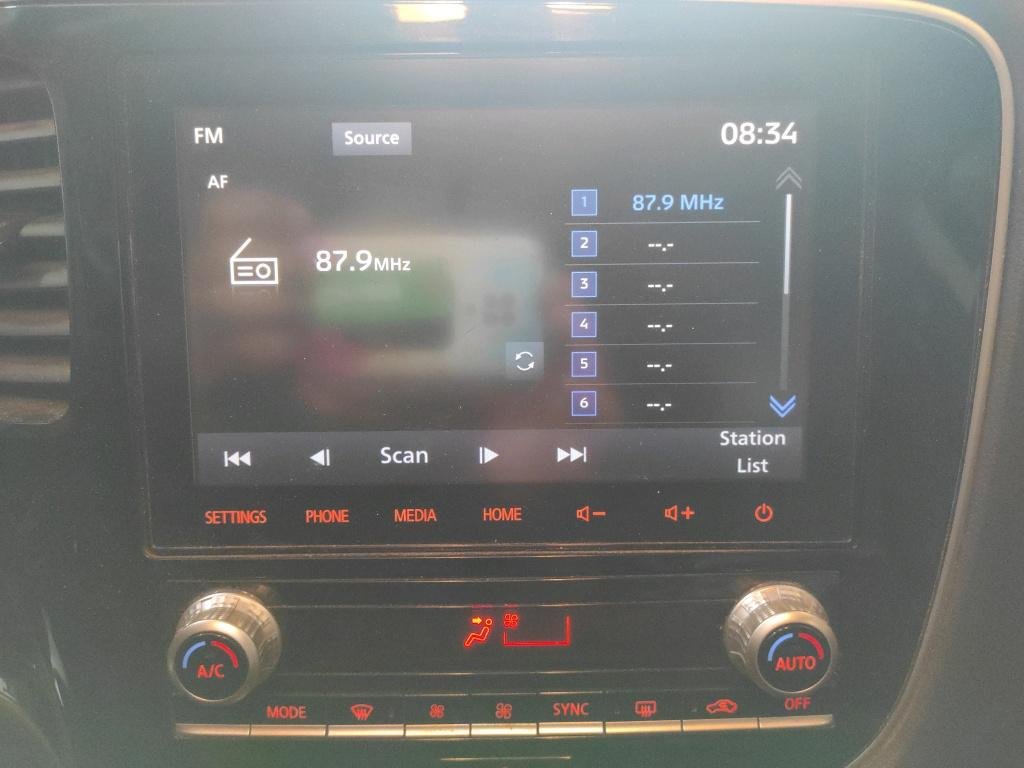 FM
Source
08:34
AF
87.9MHz
1 87.9 MHz
2 --.-
3 --.-
4 --.-
5 --.-
6 --.-
Scan
Station
List
SETTINGS PHONE MEDIA HOME
A/C
AUTO
MODE
SYNC
OFF